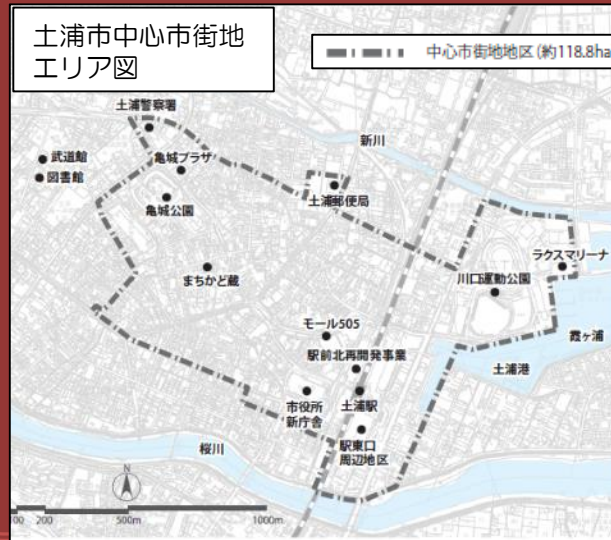 土浦市中心市街地
エリア図
中心市街地地区(約118.8ha
土浦警察署
新川
武道館
亀城プラザ
図書館
亀城公園
土浦郵便局
ラクスマリーナ
まちかど蔵
川口運動公園
モール505
霞ヶ浦
駅前北再開発事業
土浦港
市役所
新庁舎
土浦駅
駅東口
周辺地区
桜川
N
00 200 500m 1000m